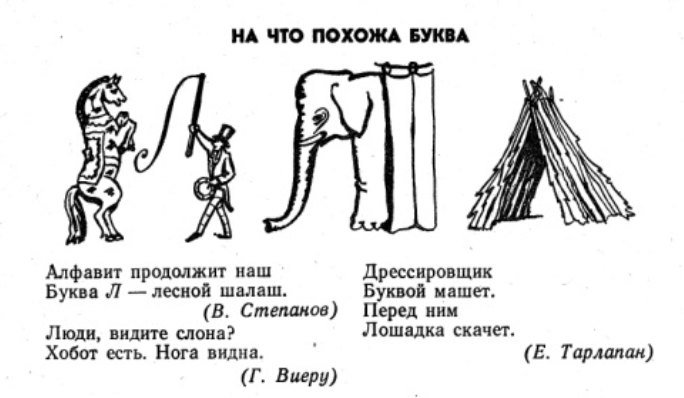 НА ЧТО ПОХОЖА БУКВА
Алфавит продолжит наш
Буква Л — лесной шалаш.
(В. Степанов)
Люди, видите слона?
Хобот есть. Нога видна.
(Г. Виеру)
Дрессировщик
Буквой машет.
Перед ним
Лошадка скачет.
(Е. Тарлапан)